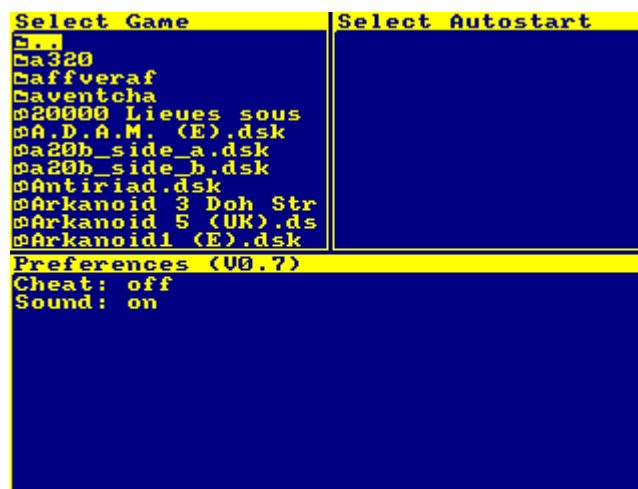 Select Game
Select Autostart
..
a320
affveraf
aventcha
20000 Lieues sous
A.D.A.M. (E).dsk
a20b_side_a.dsk
a20b_side_b.dsk
Antiriad.dsk
Arkanoid 3 Doh Str
Arkanoid 5 (UK).ds
Arkanoid1 (E).dsk
Preferences (V0.7)
Cheat: off
Sound: on